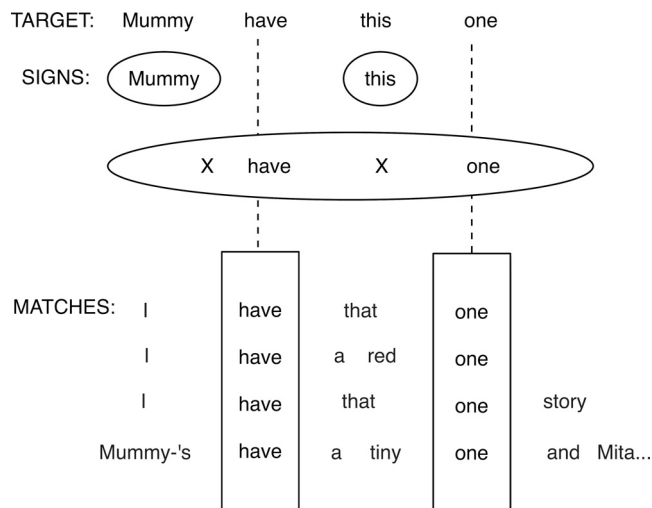 TARGET: Mummy have this one
SIGNS: Mummy this
X have X one
MATCHES: I have that one
I have a red one
I have that one story
Mummy-'s have a tiny one and Mita...